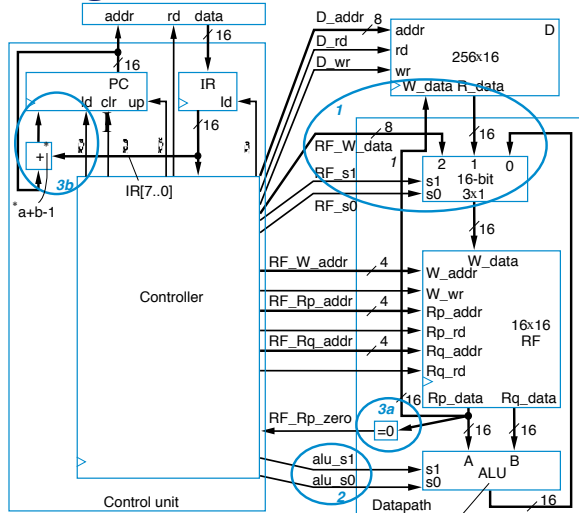 addr rd data
16
16
PC
ld clr up
IR
ld
16
+
*
3b
*a+b-1
IR[7..0]
Controller
Control unit
D_addr 8
D_rd
D_wr
D
addr
rd
256x16
wr
W_data R_data
1
8
RF_W_data
1
16
2 1 0
RF_s1
RF_s0
s1
s0
16-bit
3x1
16
W_data
RF_W_addr 4
W_addr
W_wr
RF_Rp_addr 4
Rp_addr
Rp_rd
16x16
RF
RF_Rq_addr 4
Rq_addr
Rq_rd
Rp_data Rq_data
16
3a
RF_Rp_zero
=0
16
16
alu_s1
alu_s0
2
A B
s1
s0
ALU
Datapath
16